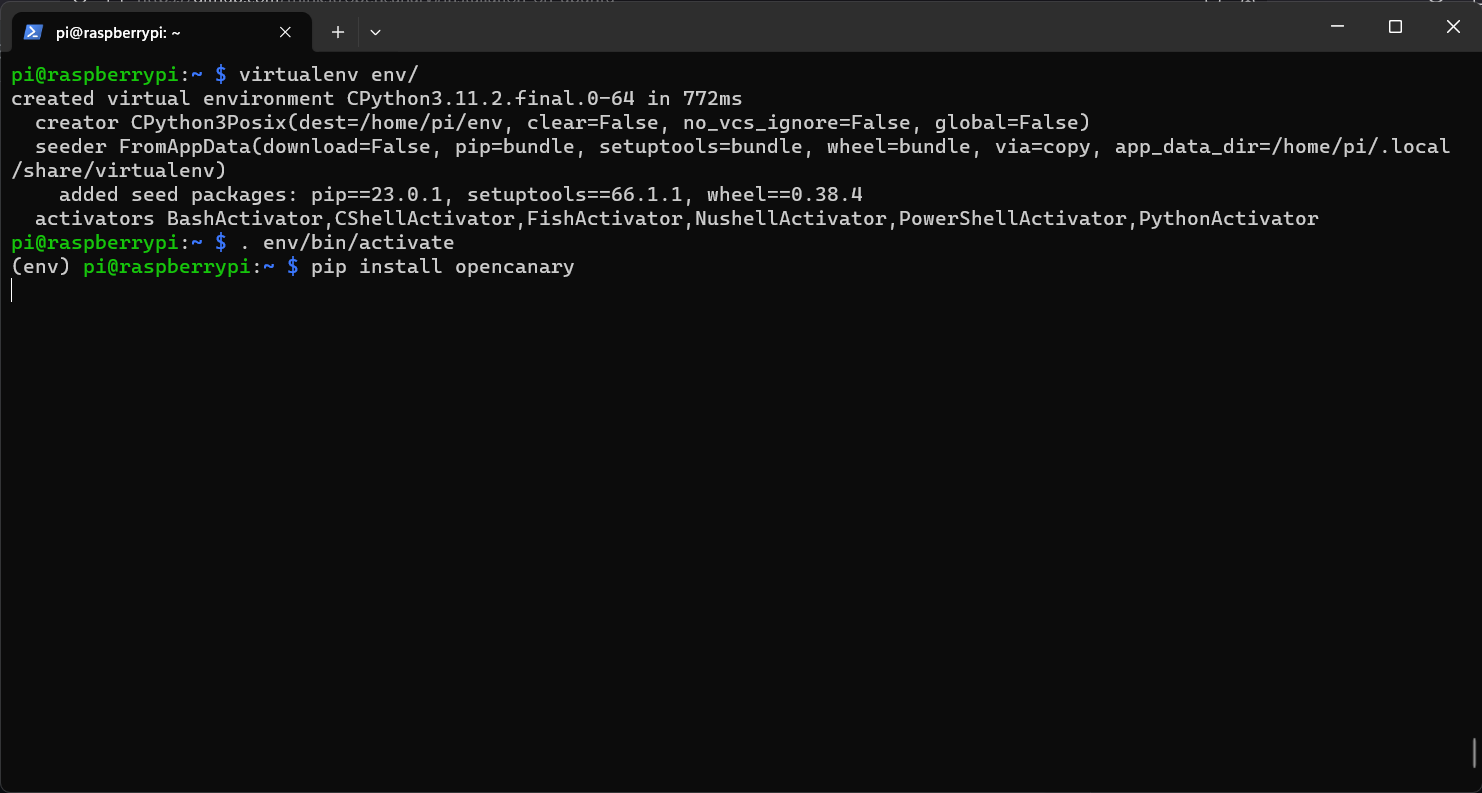 pi@raspberrypi: ~
pi@raspberrypi:~ $ virtualenv env/
created virtual environment CPython3.11.2.final.0-64 in 772ms
  creator CPython3Posix(dest=/home/pi/env, clear=False, no_vcs_ignore=False, global=False)
  seeder FromAppData(download=False, pip=bundle, setuptools=bundle, wheel=bundle, via=copy, app_data_dir=/home/pi/.local
/share/virtualenv)
    added seed packages: pip==23.0.1, setuptools==66.1.1, wheel==0.38.4
  activators BashActivator,CShellActivator,FishActivator,NushellActivator,PowerShellActivator,PythonActivator
pi@raspberrypi:~ $ . env/bin/activate
(env) pi@raspberrypi:~ $ pip install opencanary